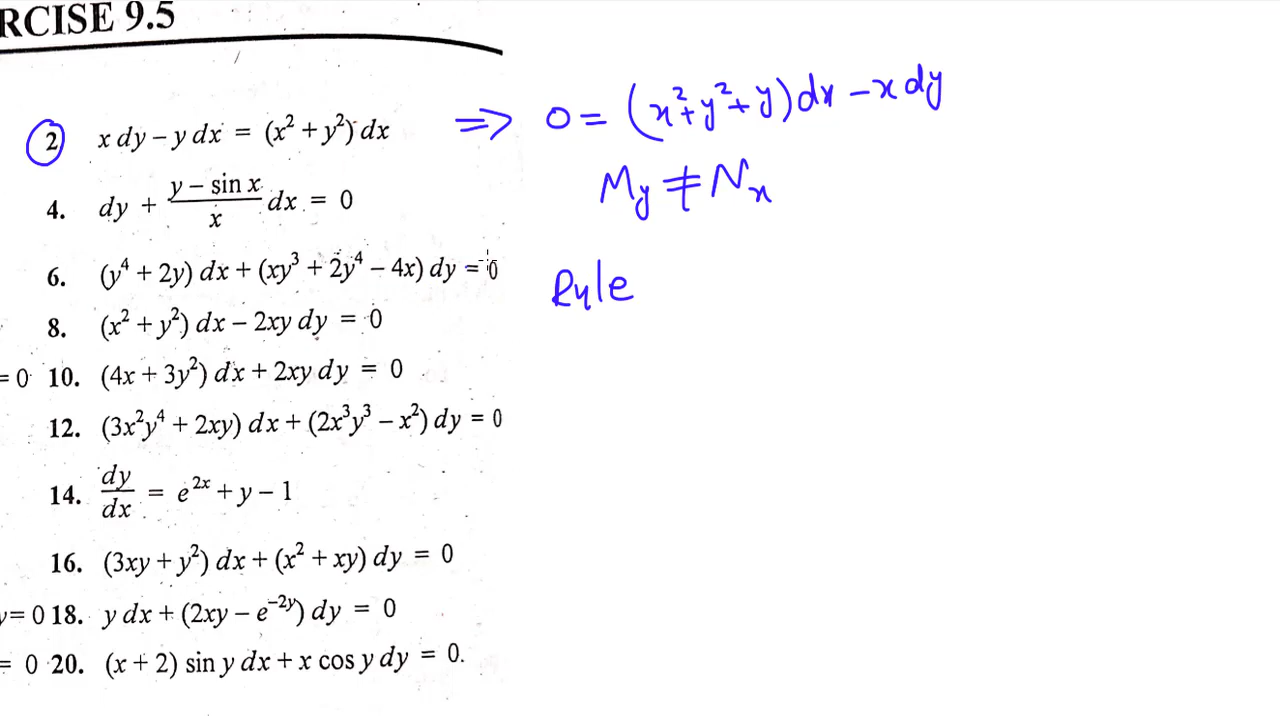 RCISE 9.5
2 x dy – y dx = (x² + y²) dx ⇒ 0 = (x² + y² + y) dx – x dy
My ≠ Nx
4. dy + (y – sin x)/x dx = 0
6. (y⁴ + 2y) dx + (xy³ + 2y⁴ – 4x) dy = 0
Rule
8. (x² + y²) dx – 2xy dy = 0
= 0 10. (4x + 3y²) dx + 2xy dy = 0
12. (3x²y⁴ + 2xy) dx + (2x³y³ – x²) dy = 0
14. dy/dx = e²ˣ + y – 1
16. (3xy + y²) dx + (x² + xy) dy = 0
y = 0 18. y dx + (2xy – e⁻²ʸ) dy = 0
= 0 20. (x + 2) sin y dx + x cos y dy = 0.